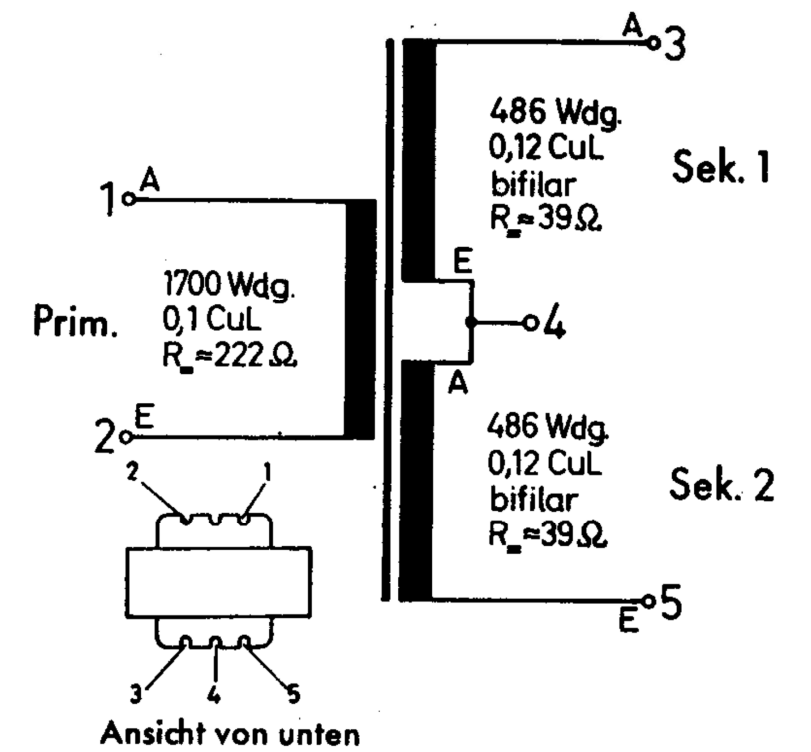 A 3
486 Wdg.
0,12 CuL
bifilar
R=≈39Ω
Sek. 1
1 A
E
4
1700 Wdg.
0,1 CuL
R=≈222Ω
Prim.
A
2 E
486 Wdg.
0,12 CuL
bifilar
R=≈39Ω
Sek. 2
E 5
2 1
3 4 5
Ansicht von unten